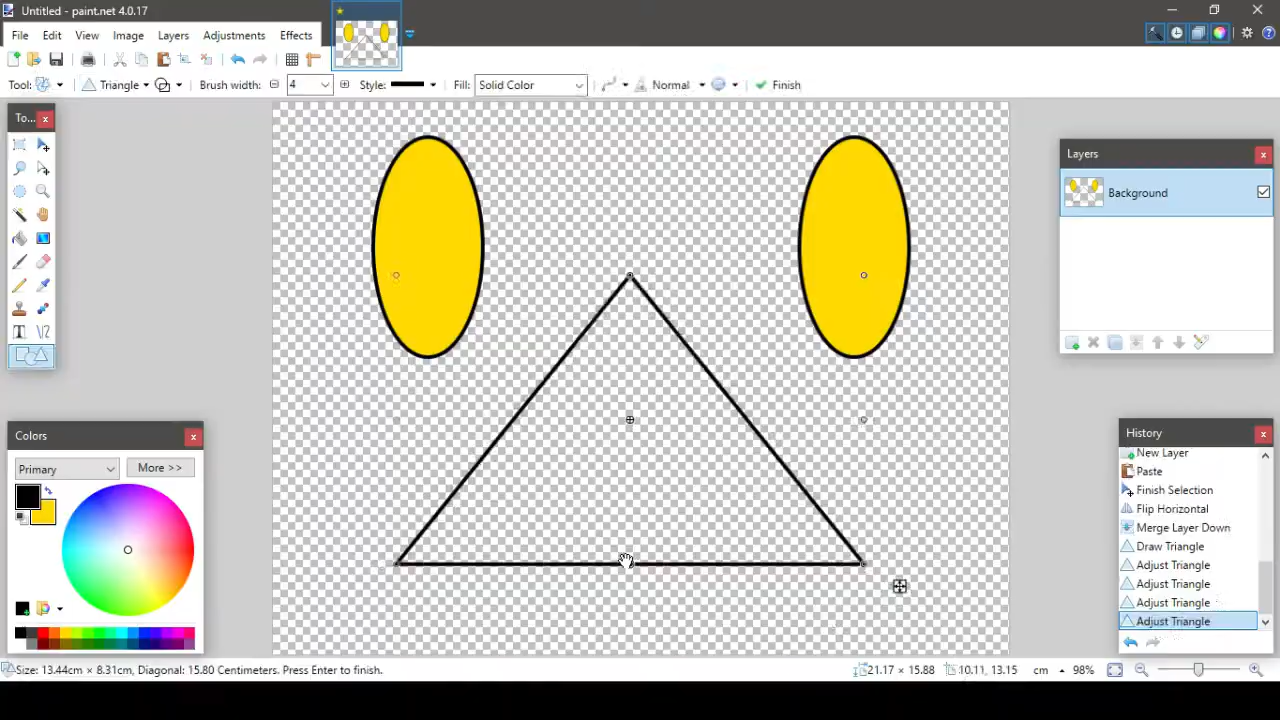 Untitled - paint.net 4.0.17
File Edit View Image Layers Adjustments Effects
Tool: Triangle Brush width: 4 Style: Fill: Solid Color Normal Finish
To...
Layers
Background
Colors
Primary More >>
History
New Layer
Paste
Finish Selection
Flip Horizontal
Merge Layer Down
Draw Triangle
Adjust Triangle
Adjust Triangle
Adjust Triangle
Adjust Triangle
Size: 13.44cm × 8.31cm, Diagonal: 15.80 Centimeters. Press Enter to finish. 21.17 × 15.88 10.11, 13.15 cm 98%